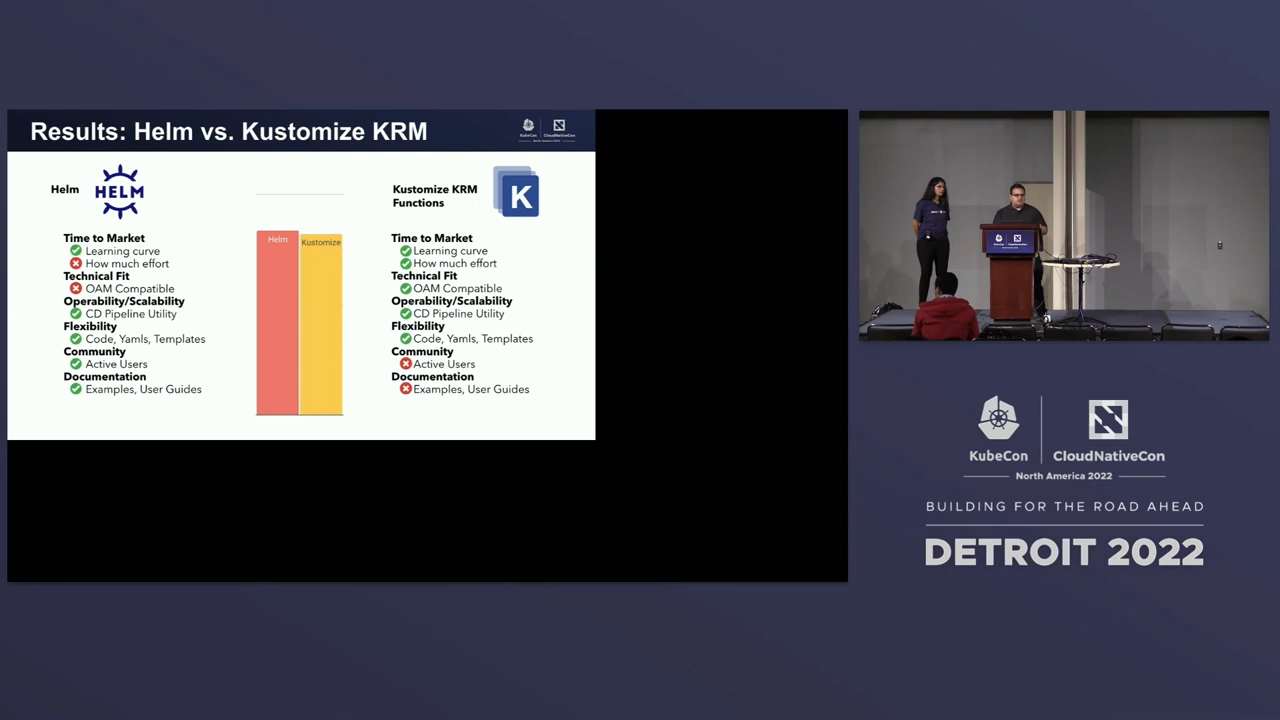 Results: Helm vs. Kustomize KRM
KubeCon
CloudNativeCon
Helm
HELM
Time to Market
Learning curve
How much effort
Technical Fit
OAM Compatible
Operability/Scalability
CD Pipeline Utility
Flexibility
Code, Yamls, Templates
Community
Active Users
Documentation
Examples, User Guides
Helm
Kustomize
Kustomize KRM
Functions
K
Time to Market
Learning curve
How much effort
Technical Fit
OAM Compatible
Operability/Scalability
CD Pipeline Utility
Flexibility
Code, Yamls, Templates
Community
Active Users
Documentation
Examples, User Guides
KubeCon
CloudNativeCon
North America 2022
BUILDING FOR THE ROAD AHEAD
DETROIT 2022